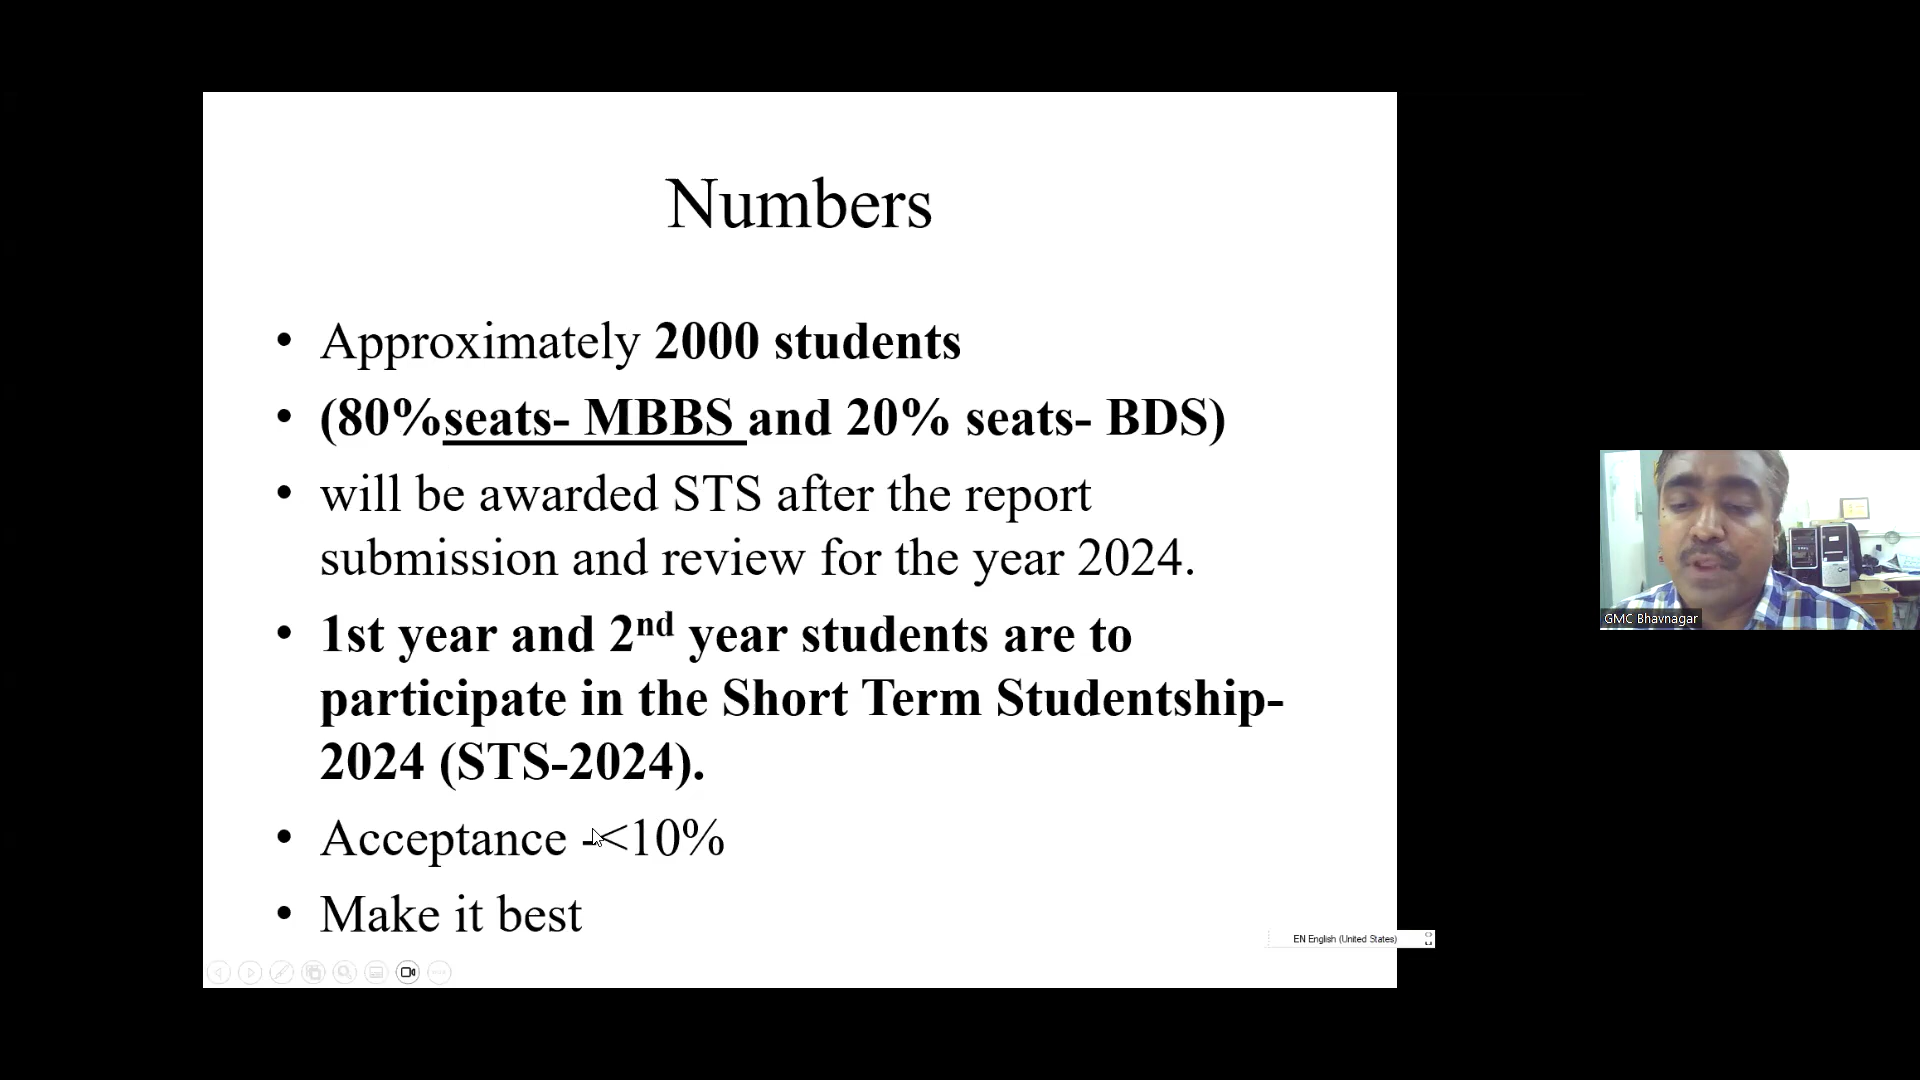 Numbers
• Approximately 2000 students
• (80%seats- MBBS and 20% seats- BDS)
• will be awarded STS after the report
submission and review for the year 2024.
• 1st year and 2nd year students are to
participate in the Short Term Studentship-
2024 (STS-2024).
• Acceptance -<10%
• Make it best
EN English (United States)
GMC Bhavnagar